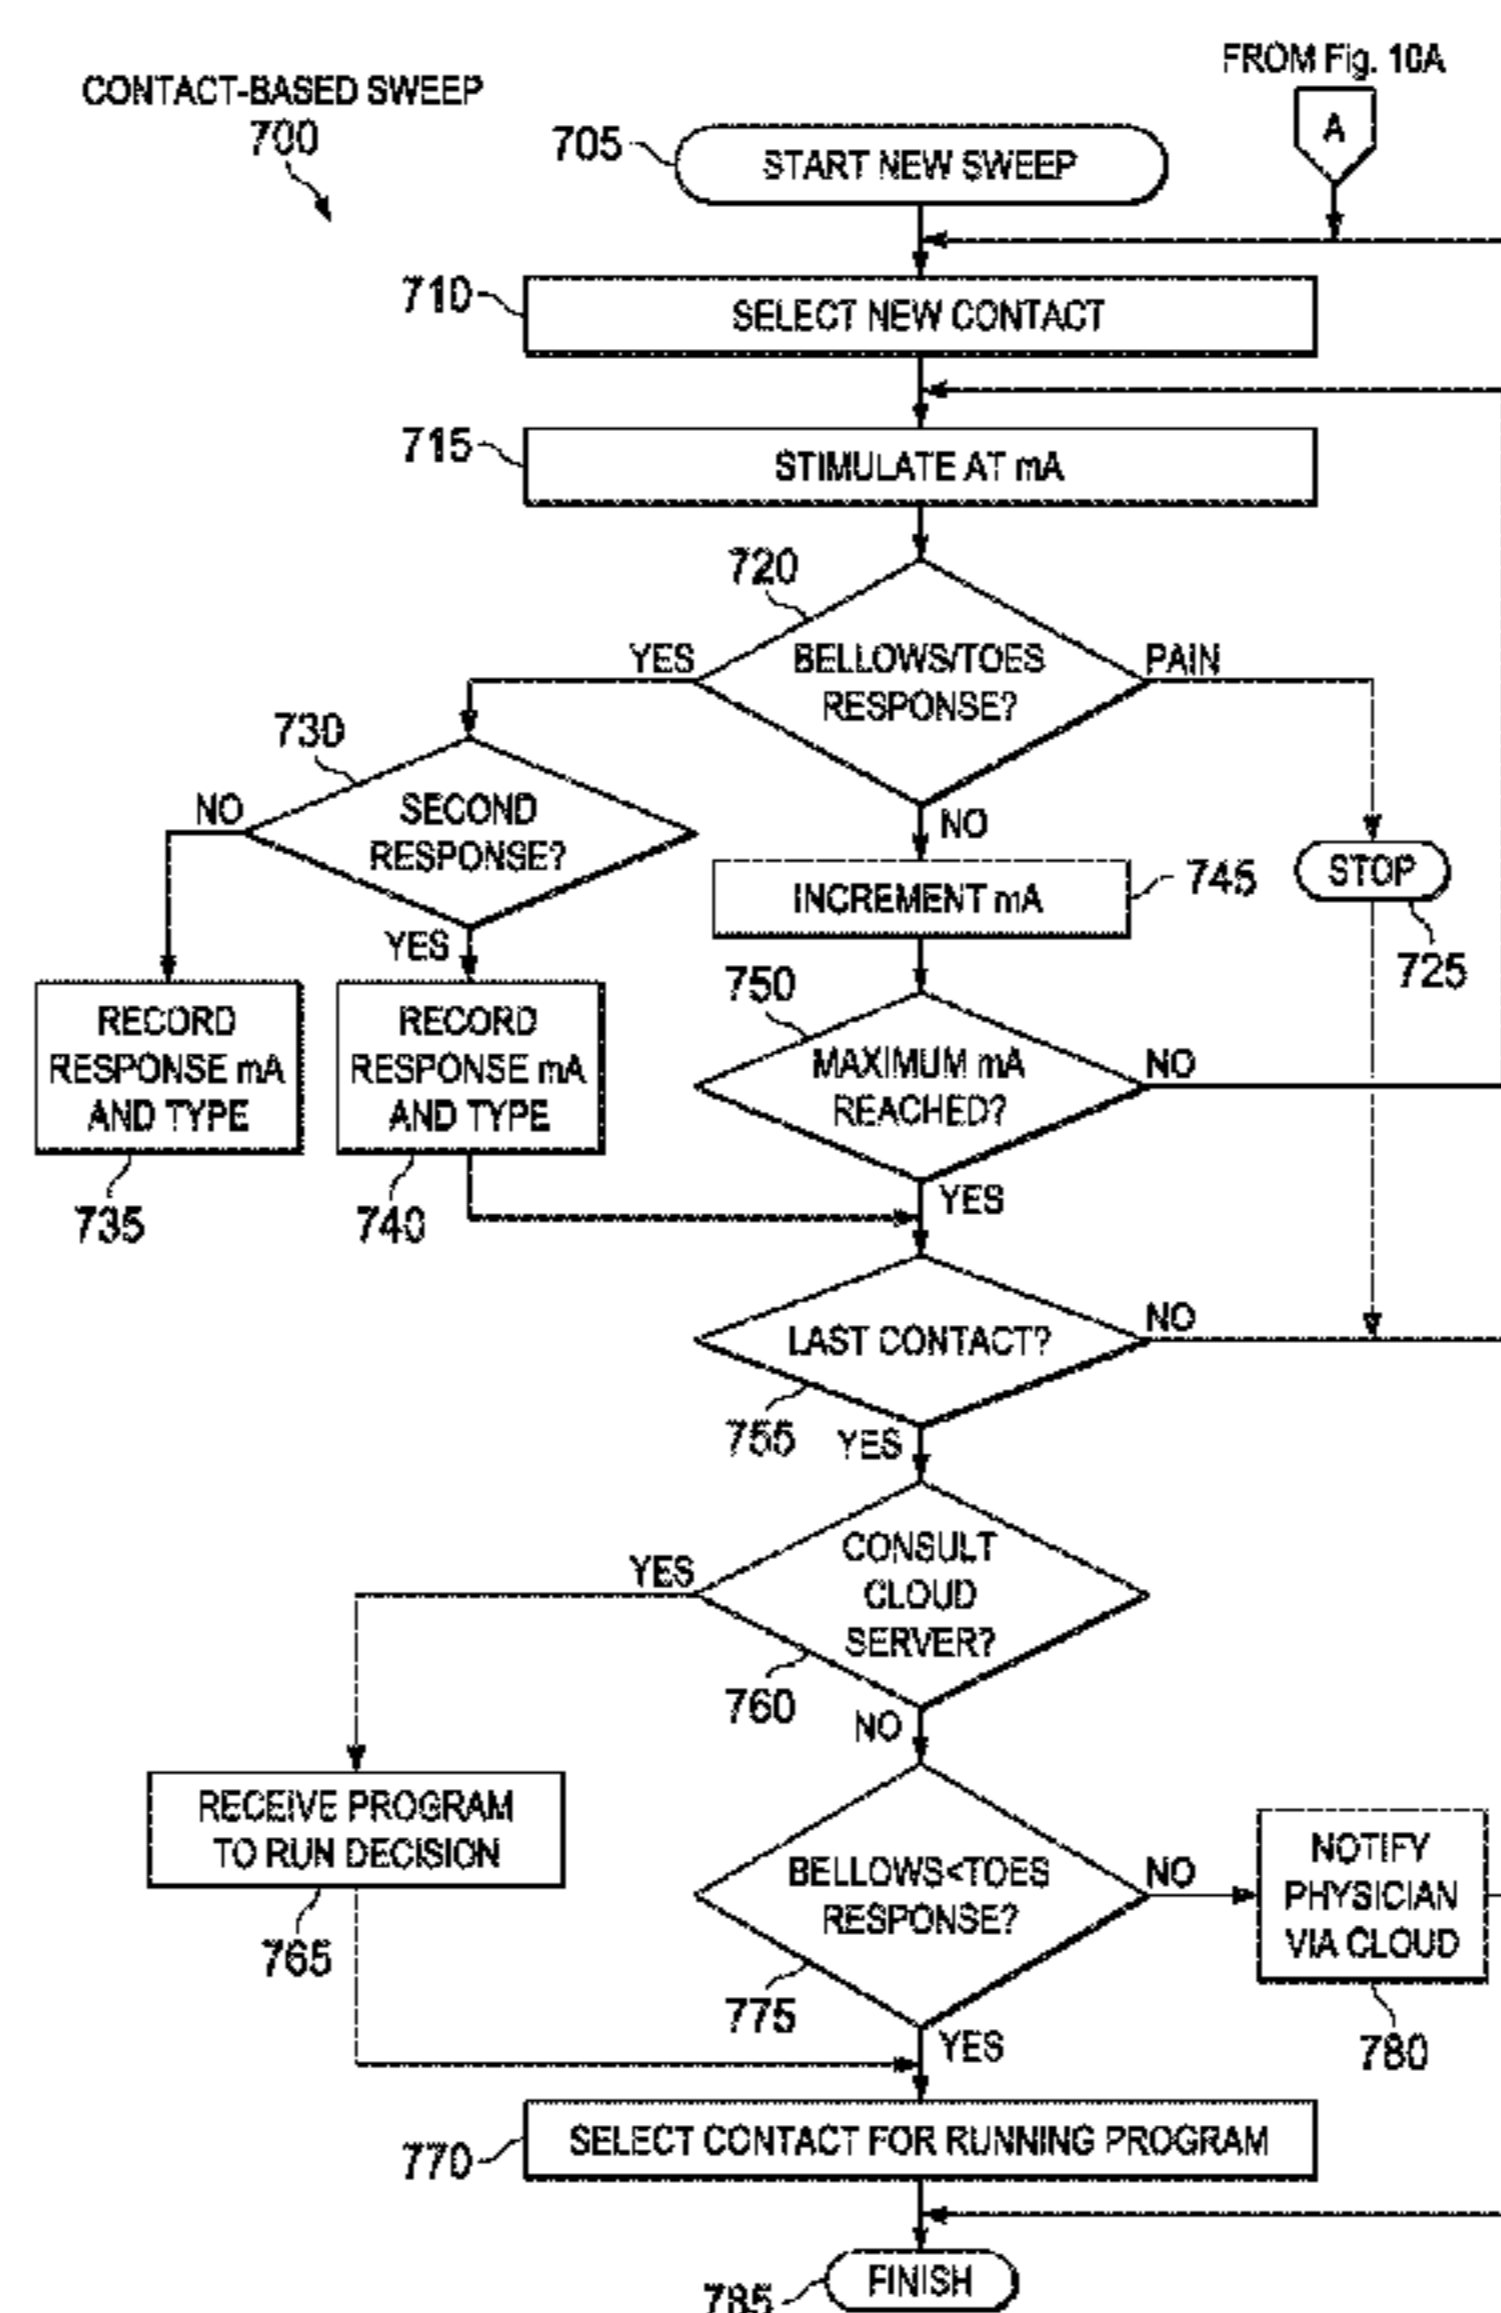 CONTACT-BASED SWEEP
700
FROM Fig. 10A
A
705
START NEW SWEEP
710
SELECT NEW CONTACT
715
STIMULATE AT mA
720
YES
BELLOWS/TOES
RESPONSE?
PAIN
730
NO
SECOND
RESPONSE?
NO
INCREMENT mA
745
STOP
725
YES
RECORD
RESPONSE mA
AND TYPE
735
RECORD
RESPONSE mA
AND TYPE
740
750
MAXIMUM mA
REACHED?
NO
YES
LAST CONTACT?
NO
755
YES
CONSULT
CLOUD
SERVER?
YES
760
NO
RECEIVE PROGRAM
TO RUN DECISION
765
BELLOWS<TOES
RESPONSE?
NO
775
YES
NOTIFY
PHYSICIAN
VIA CLOUD
780
770
SELECT CONTACT FOR RUNNING PROGRAM
785
FINISH